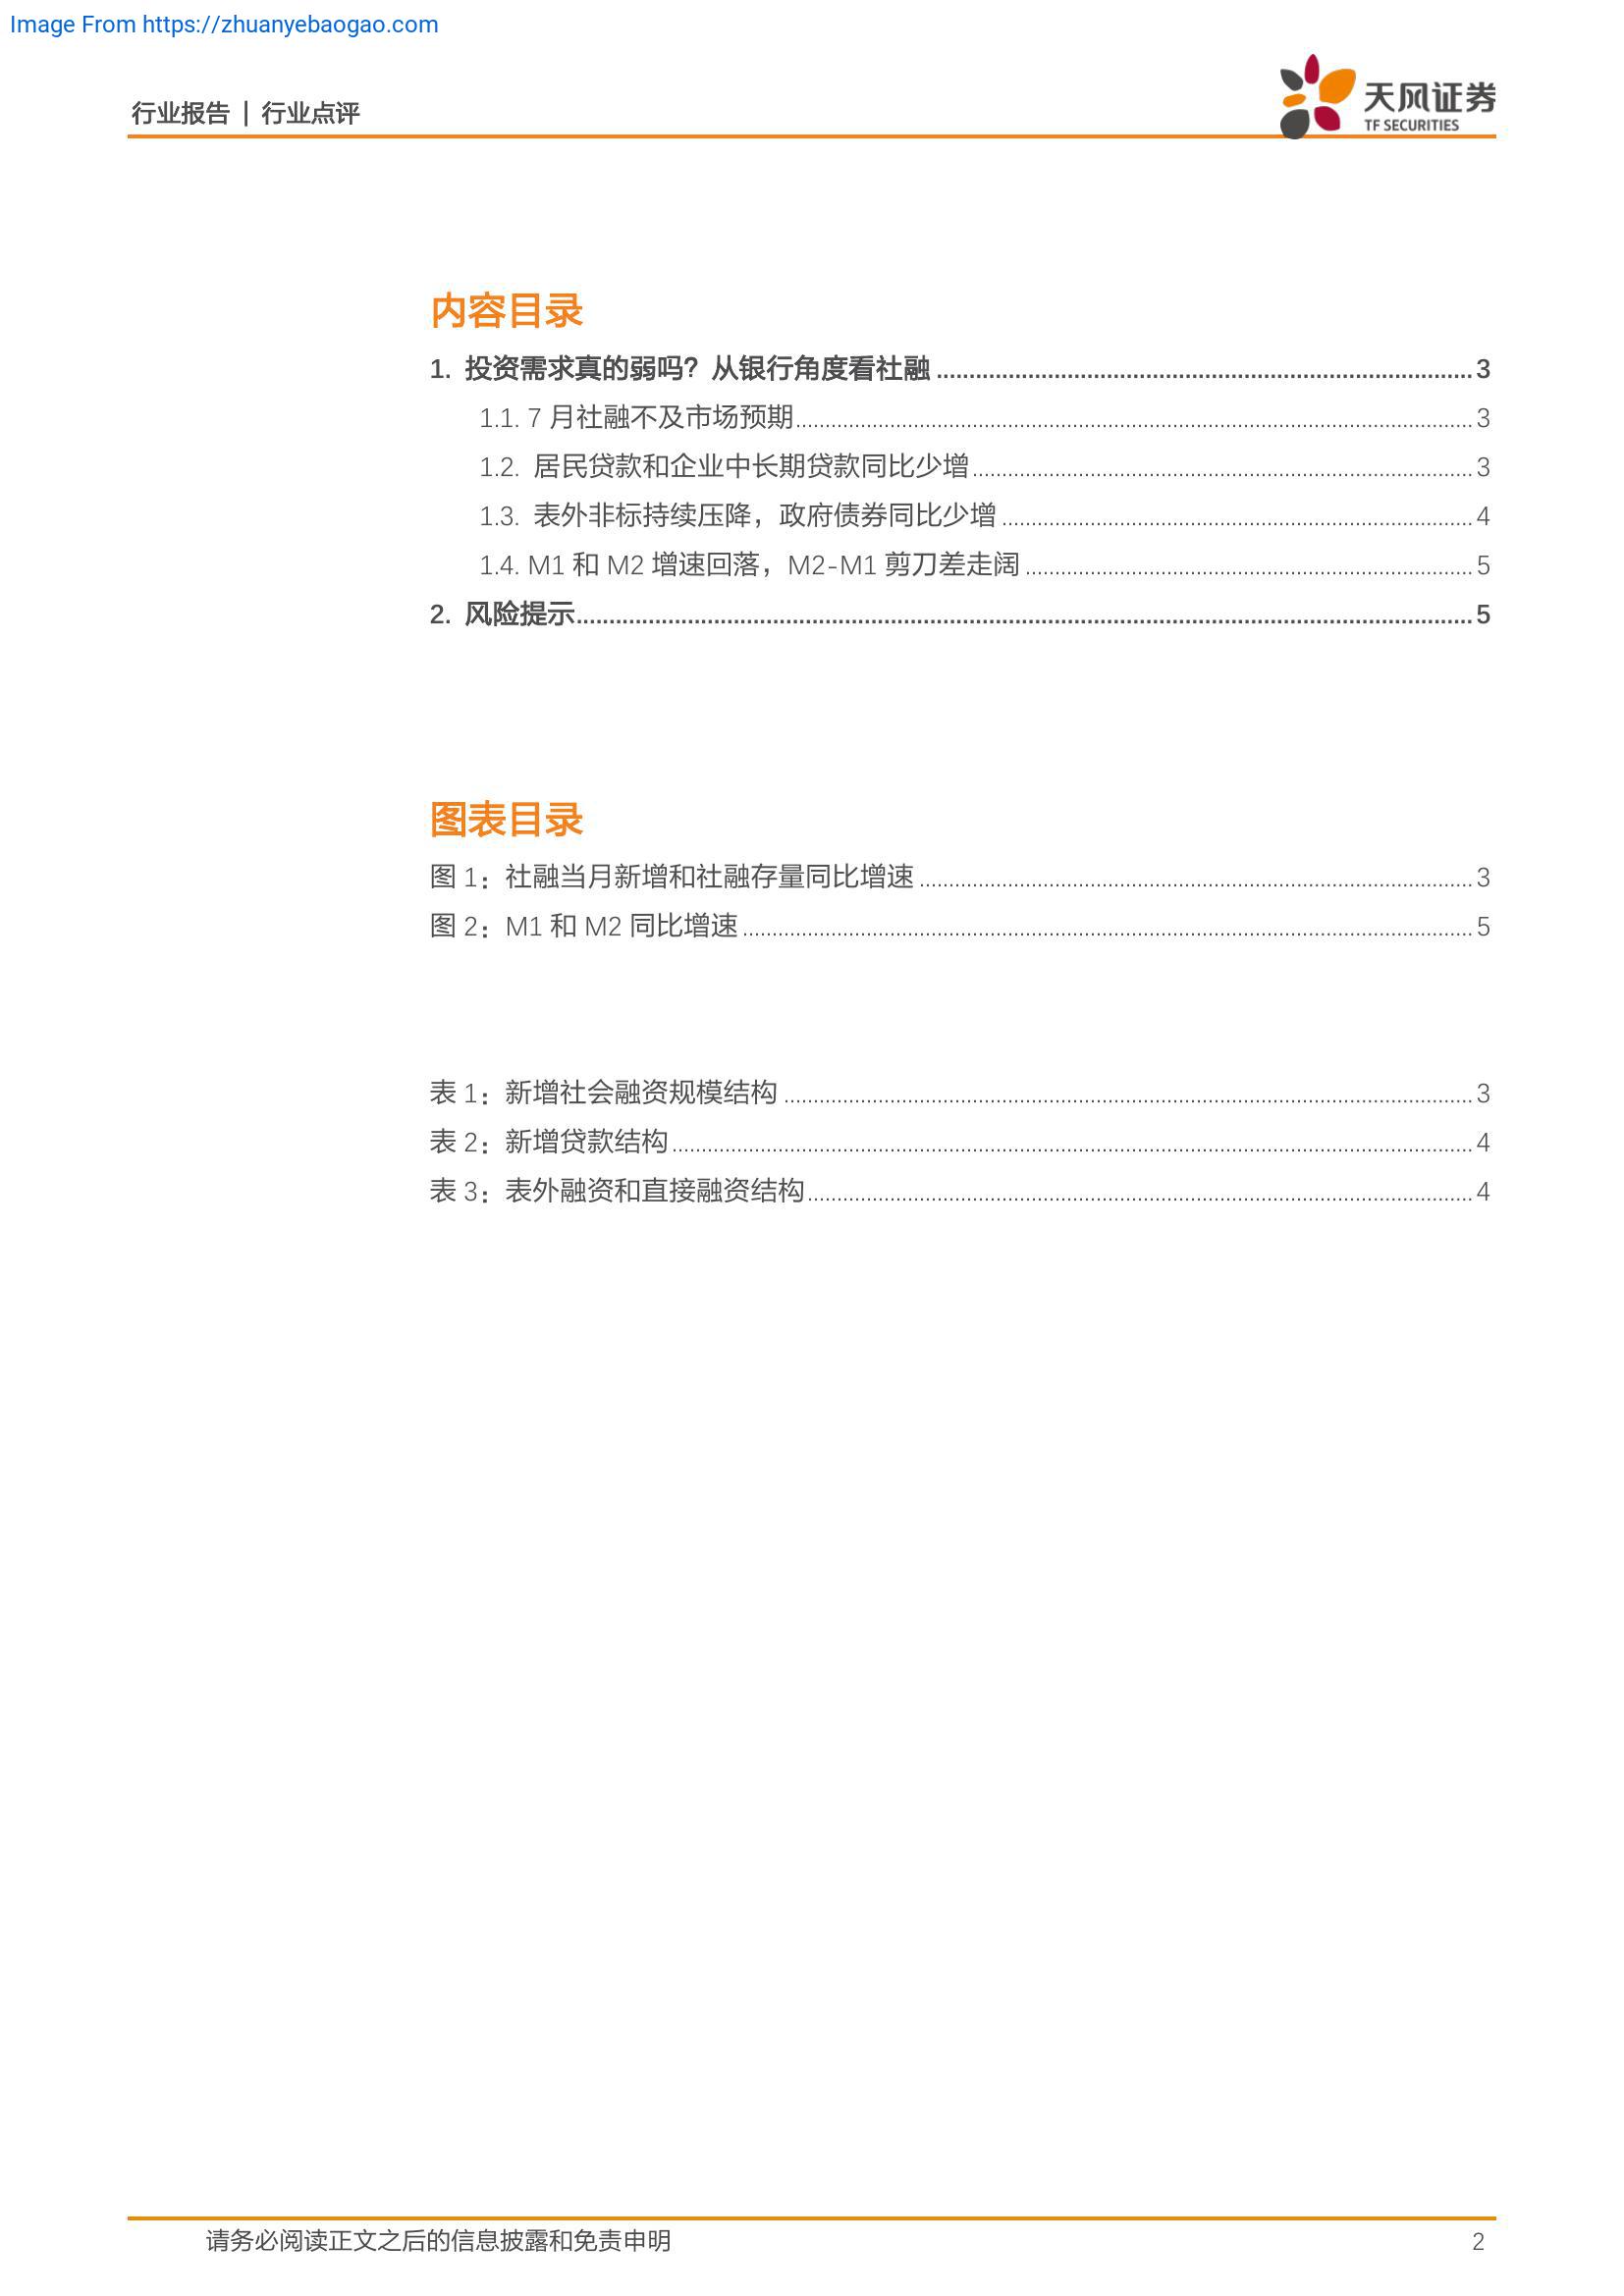 Image From https://zhuanyebaogao.com
行业报告 | 行业点评
天风证券
TF SECURITIES
内容目录
1. 投资需求真的弱吗？从银行角度看社融 3
1.1. 7 月社融不及市场预期 3
1.2. 居民贷款和企业中长期贷款同比少增 3
1.3. 表外非标持续压降，政府债券同比少增 4
1.4. M1 和 M2 增速回落，M2-M1 剪刀差走阔 5
2. 风险提示 5
图表目录
图 1：社融当月新增和社融存量同比增速 3
图 2：M1 和 M2 同比增速 5
表 1：新增社会融资规模结构 3
表 2：新增贷款结构 4
表 3：表外融资和直接融资结构 4
请务必阅读正文之后的信息披露和免责申明 2